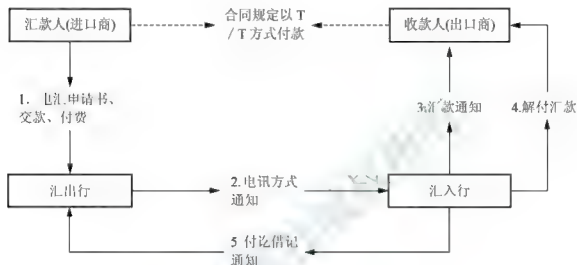 汇款人(进口商)
合同规定以 T
/ T 方式付款
收款人(出口商)
1. 电汇申请书、
交款、付费
3.汇款通知
4.解付汇款
汇出行
2.电讯方式
通知
汇入行
5 付讫借记
通知